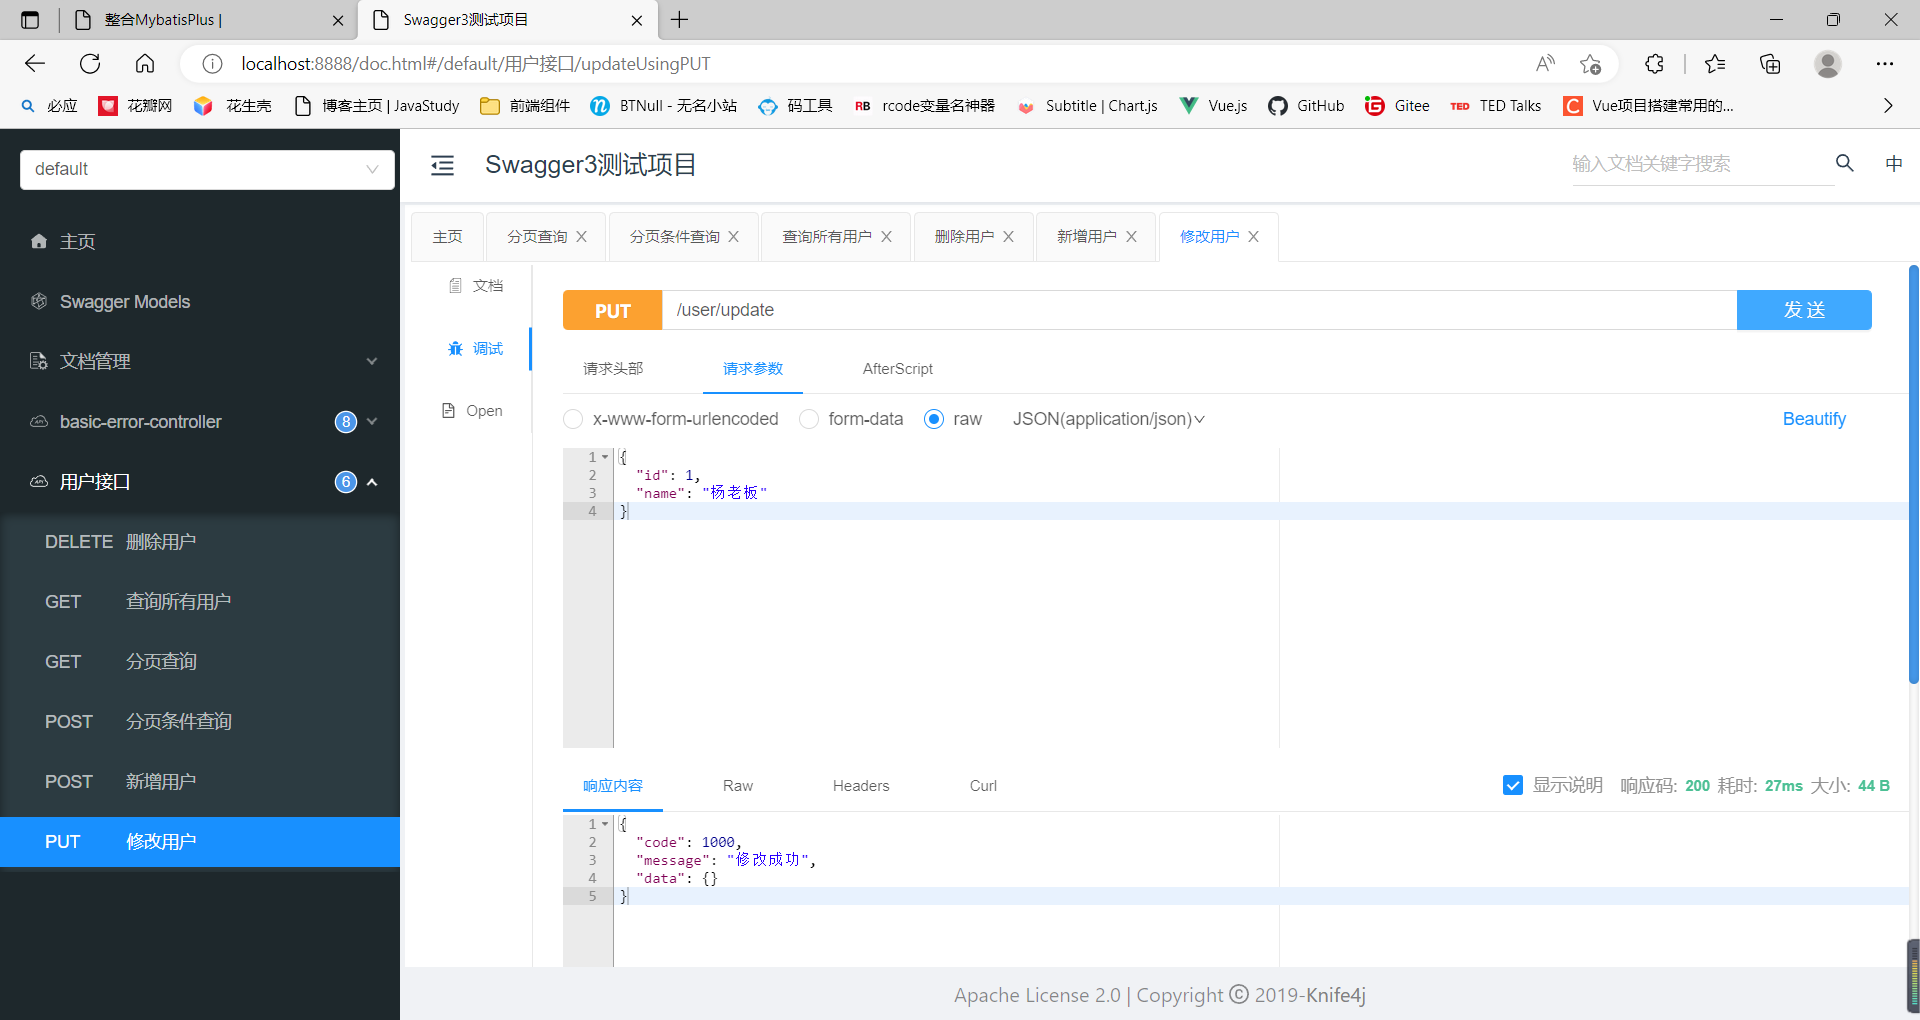 整合MybatisPlus |
Swagger3测试项目
localhost:8888/doc.html#/default/用户接口/updateUsingPUT
必应 花瓣网 花生壳 博客主页 | JavaStudy 前端组件 BTNull - 无名小站 码工具 RB rcode变量名神器 Subtitle | Chart.js Vue.js GitHub Gitee TED TED Talks Vue项目搭建常用的...
default
Swagger3测试项目
输入文档关键字搜索
中
主页
Swagger Models
文档管理
basic-error-controller 8
用户接口 6
DELETE 删除用户
GET 查询所有用户
GET 分页查询
POST 分页条件查询
POST 新增用户
PUT 修改用户
主页 分页查询 分页条件查询 查询所有用户 删除用户 新增用户 修改用户
文档
调试
Open
PUT /user/update 发 送
请求头部 请求参数 AfterScript
x-www-form-urlencoded form-data raw JSON(application/json) Beautify
1 {
2 "id": 1,
3 "name": "杨老板"
4 }
响应内容 Raw Headers Curl 显示说明 响应码: 200 耗时: 27ms 大小: 44 B
1 {
2 "code": 1000,
3 "message": "修改成功",
4 "data": {}
5 }
Apache License 2.0 | Copyright © 2019-Knife4j